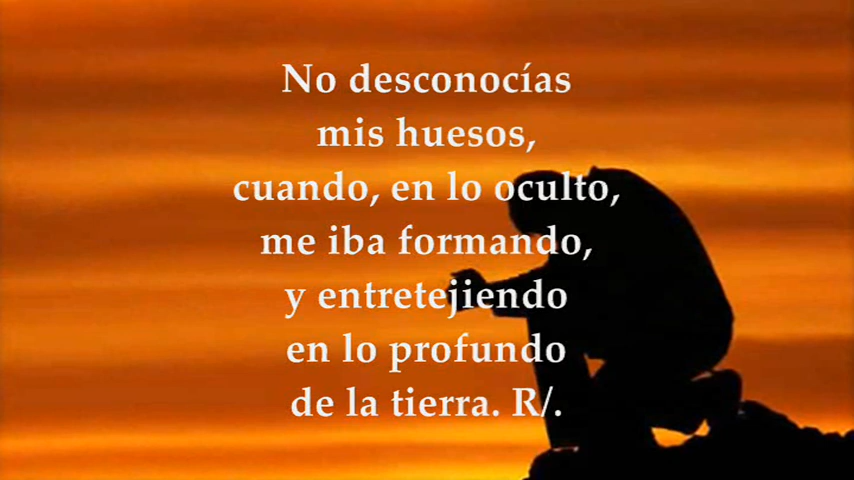 No desconocías
mis huesos,
cuando, en lo oculto,
me iba formando,
y entretejiendo
en lo profundo
de la tierra. R/.